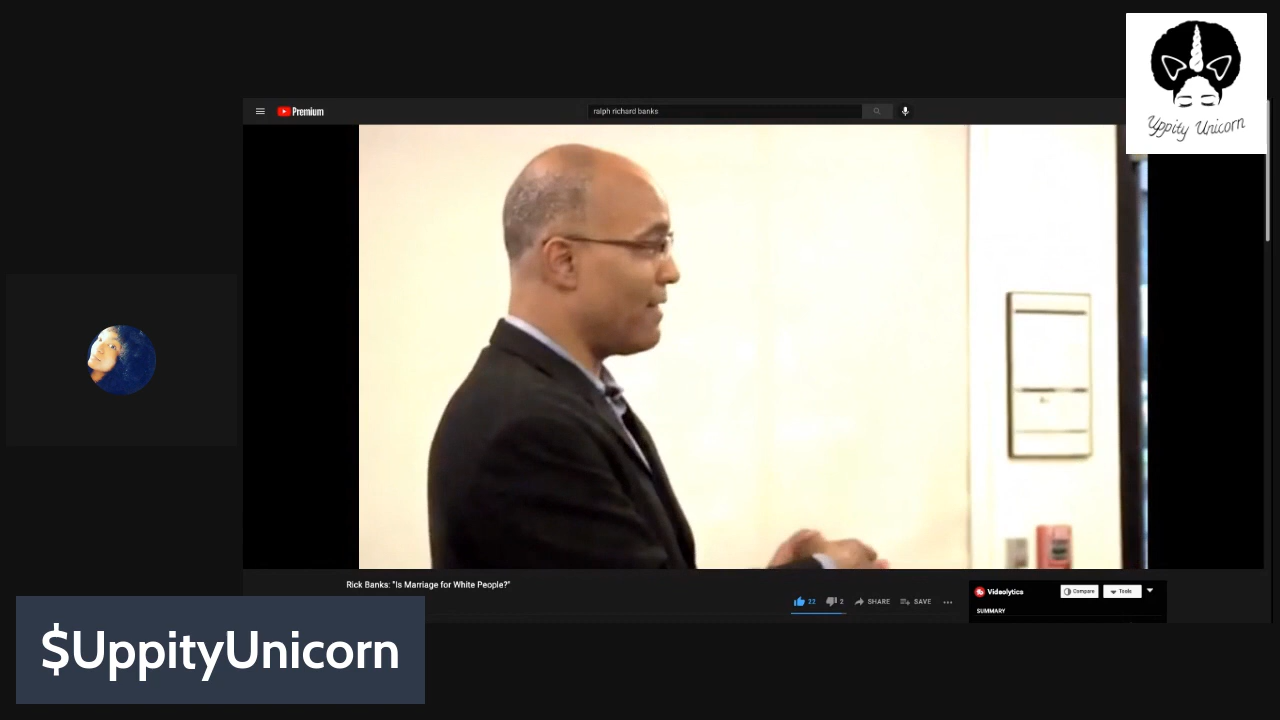 Premium
ralph richard banks
Uppity Unicorn
Rick Banks: "Is Marriage for White People?"
22
2
SHARE
SAVE
Videolytics
Compare
Tools
SUMMARY
$UppityUnicorn